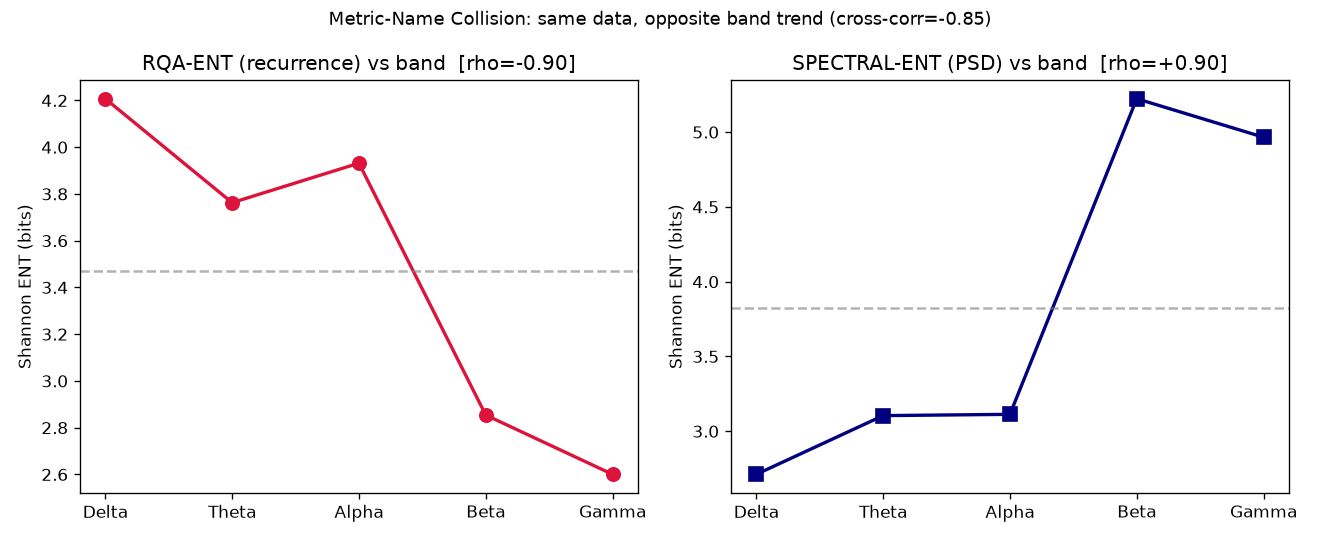 Metric-Name Collision: same data, opposite band trend (cross-corr=-0.85)
RQA-ENT (recurrence) vs band [rho=-0.90]
Shannon ENT (bits)
4.2
4.0
3.8
3.6
3.4
3.2
3.0
2.8
2.6
Delta Theta Alpha Beta Gamma
SPECTRAL-ENT (PSD) vs band [rho=+0.90]
Shannon ENT (bits)
5.0
4.5
4.0
3.5
3.0
Delta Theta Alpha Beta Gamma